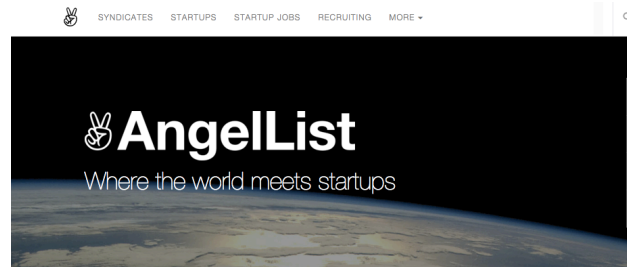 SYNDICATES STARTUPS STARTUP JOBS RECRUITING MORE
AngelList
Where the world meets startups